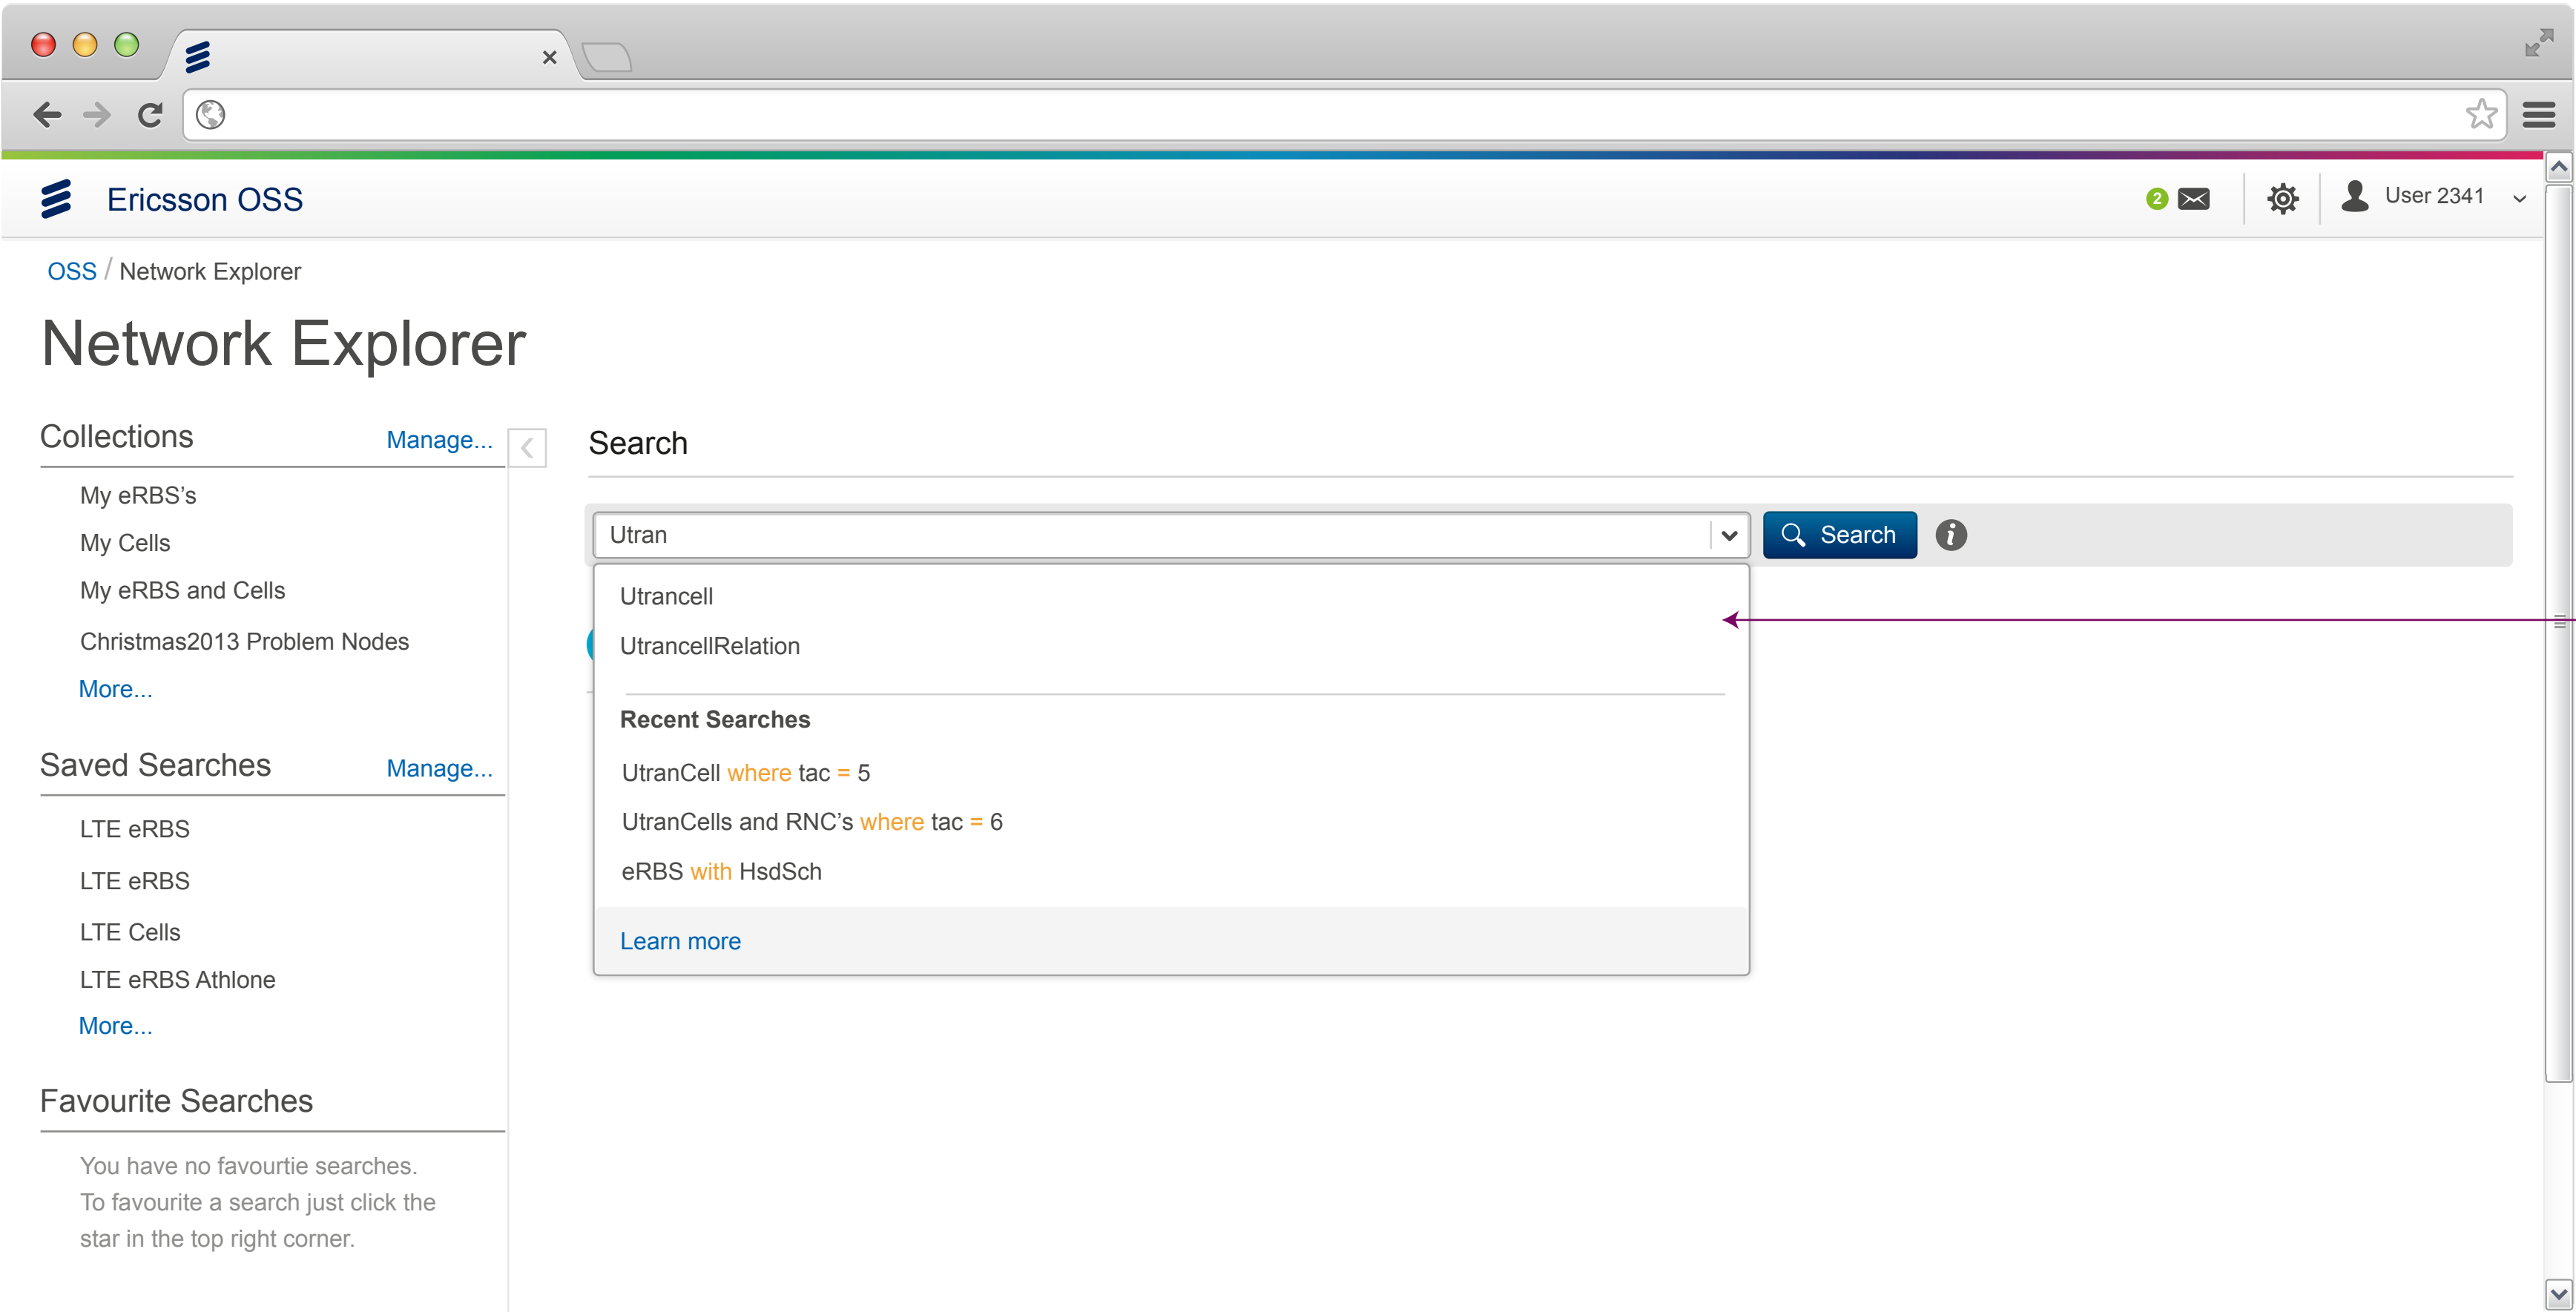 Ericsson OSS
2
User 2341
OSS / Network Explorer
Network Explorer
Collections
Manage...
My eRBS’s
My Cells
My eRBS and Cells
Christmas2013 Problem Nodes
More...
Saved Searches
Manage...
LTE eRBS
LTE eRBS
LTE Cells
LTE eRBS Athlone
More...
Favourite Searches
You have no favourtie searches.
To favourite a search just click the
star in the top right corner.
Search
Utran
Search
i
Utrancell
UtrancellRelation
Recent Searches
UtranCell where tac = 5
UtranCells and RNC’s where tac = 6
eRBS with HsdSch
Learn more